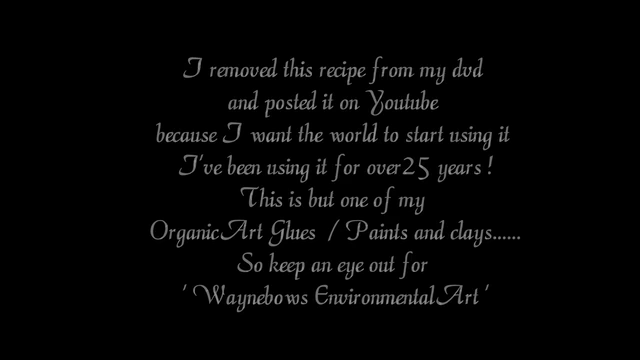 I removed this recipe from my dvd
and posted it on Youtube
because I want the world to start using it
I've been using it for over25 years !
This is but one of my
OrganicArt Glues / Paints and clays......
So keep an eye out for
' Waynebows EnvironmentalArt '